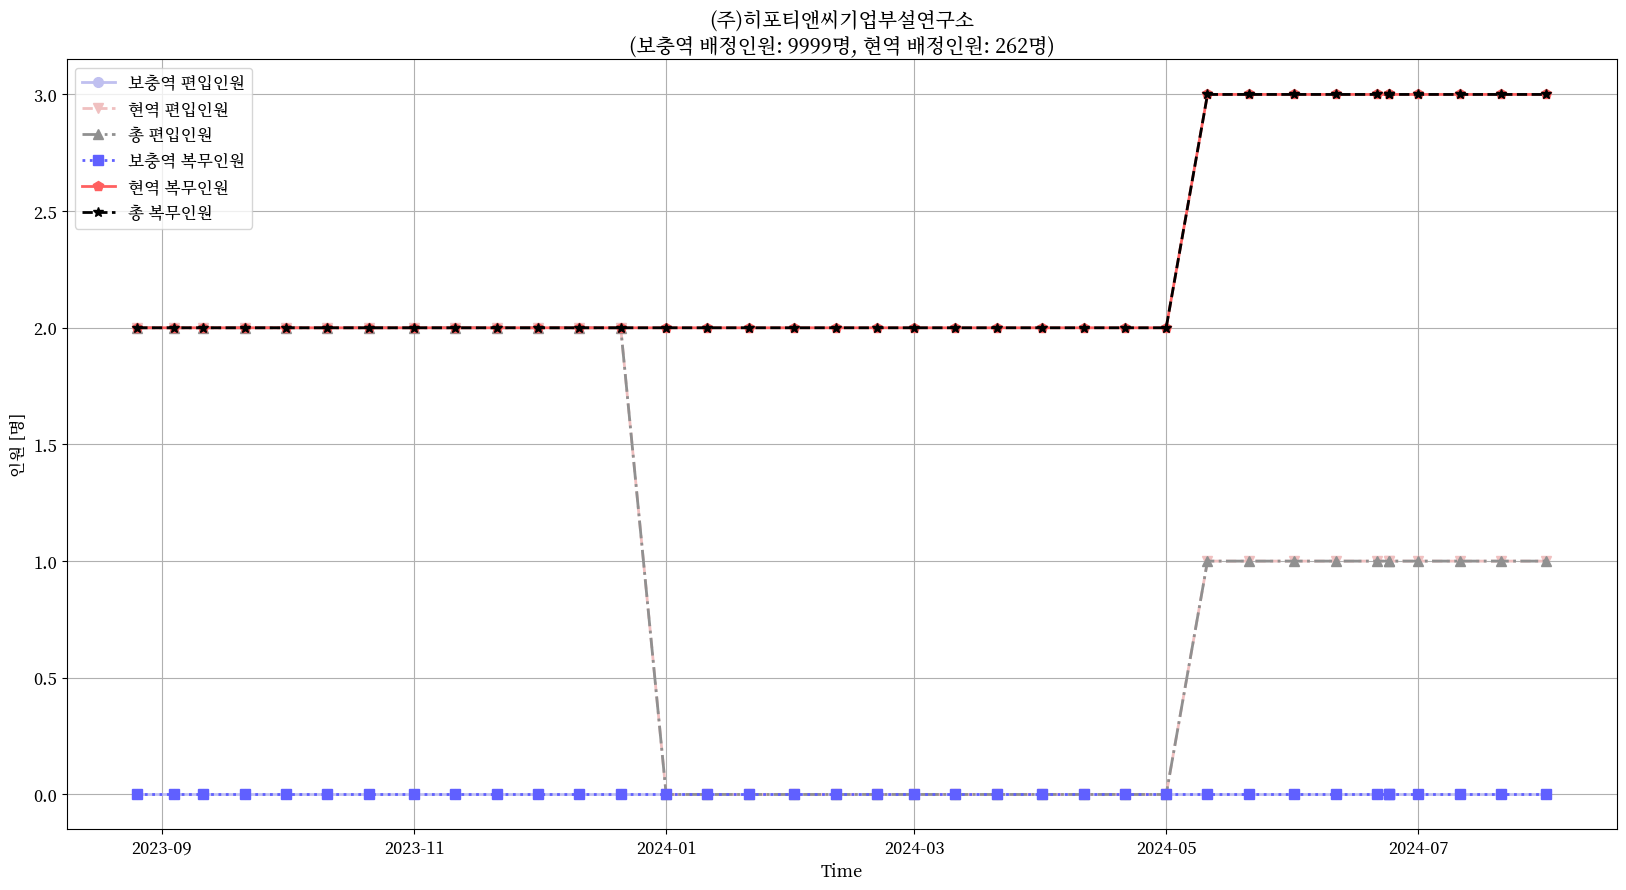 (주)히포티앤씨기업부설연구소
(보충역 배정인원: 9999명, 현역 배정인원: 262명)
보충역 편입인원
현역 편입인원
총 편입인원
보충역 복무인원
현역 복무인원
총 복무인원
3.0
2.5
2.0
1.5
1.0
0.5
0.0
인원 [명]
2023-09
2023-11
2024-01
2024-03
2024-05
2024-07
Time